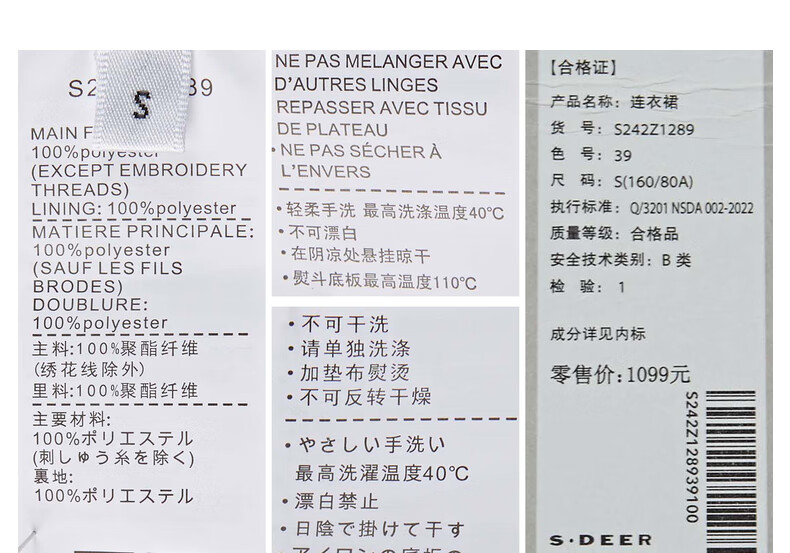 S2 39
S
MAIN F
100%polyester
(EXCEPT EMBROIDERY
THREADS)
LINING: 100%polyester
MATIERE PRINCIPALE:
100%polyester
(SAUF LES FILS
BRODES)
DOUBLURE:
100%polyester
主料:100%聚酯纤维
(绣花线除外)
里料:100%聚酯纤维
主要材料:
100%ポリエステル
(刺しゅう糸を除く)
裏地:
100%ポリエステル
NE PAS MELANGER AVEC
D'AUTRES LINGES
REPASSER AVEC TISSU
DE PLATEAU
•NE PAS SÉCHER À
L'ENVERS
•轻柔手洗 最高洗涤温度40℃
•不可漂白
•在阴凉处悬挂晾干
•熨斗底板最高温度110℃
•不可干洗
•请单独洗涤
•加垫布熨烫
•不可反转干燥
•やさしい手洗い
最高洗濯温度40℃
•漂白禁止
•日陰で掛けて干す
【合格证】
产品名称: 连衣裙
货 号: S242Z1289
色 号: 39
尺 码: S(160/80A)
执行标准: Q/3201 NSDA 002-2022
质量等级: 合格品
安全技术类别: B 类
检 验: 1
成分详见内标
零售价:1099元
S242Z128939100
S·DEER